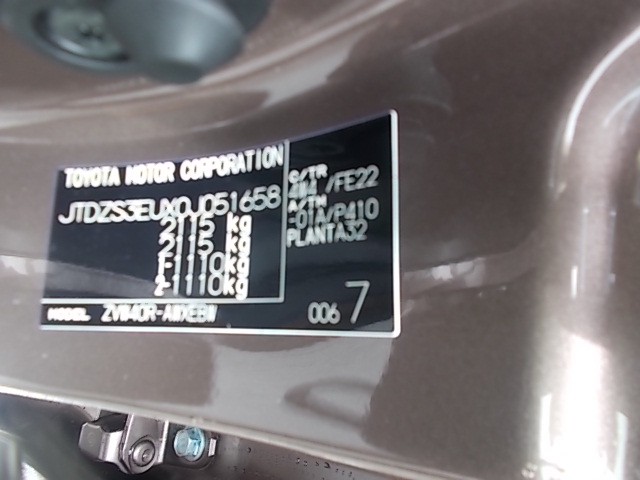 TOYOTA MOTOR CORPORATION
JTDZS3EUX0J051658
2115 kg
2115 kg
1-1110kg
2-1110kg
MODEL ZVW40R-AWXEBW
C/TR
4W4 /FE22
A/TM
-01A/P410
PLANTA32
006 7